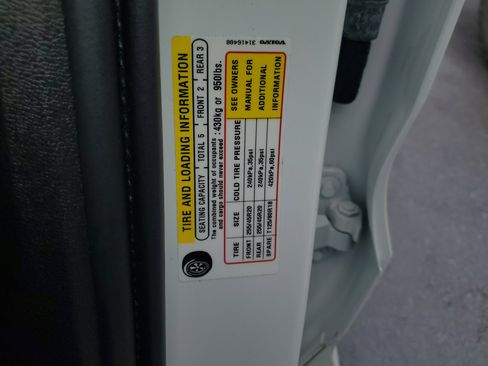 TIRE AND LOADING INFORMATION
SEATING CAPACITY TOTAL 5 FRONT 2 REAR 3
The combined weight of occupants and cargo should never exceed : 430kg or 950lbs.
TIRE SIZE COLD TIRE PRESSURE
FRONT 255/45R20 240kPa,35psi
REAR 255/45R20 240kPa,35psi
SPARE T125/80R18 420kPa,60psi
SEE OWNERS
MANUAL FOR
ADDITIONAL
INFORMATION
VOLVO 31416408